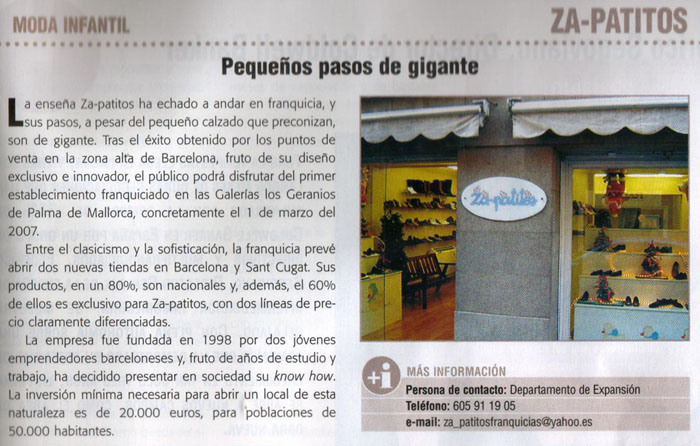 MODA INFANTIL
ZA-PATITOS
Pequeños pasos de gigante
La enseña Za-patitos ha echado a andar en franquicia, y
sus pasos, a pesar del pequeño calzado que preconizan,
son de gigante. Tras el éxito obtenido por los puntos de
venta en la zona alta de Barcelona, fruto de su diseño
exclusivo e innovador, el público podrá disfrutar del primer
establecimiento franquiciado en las Galerías los Geranios
de Palma de Mallorca, concretamente el 1 de marzo del
2007.
Entre el clasicismo y la sofisticación, la franquicia prevé
abrir dos nuevas tiendas en Barcelona y Sant Cugat. Sus
productos, en un 80%, son nacionales y, además, el 60%
de ellos es exclusivo para Za-patitos, con dos líneas de pre-
cio claramente diferenciadas.
La empresa fue fundada en 1998 por dos jóvenes
emprendedores barceloneses y, fruto de años de estudio y
trabajo, ha decidido presentar en sociedad su know how.
La inversión mínima necesaria para abrir un local de esta
naturaleza es de 20.000 euros, para poblaciones de
50.000 habitantes.
Za-patitos
+i
MÁS INFORMACIÓN
Persona de contacto: Departamento de Expansión
Teléfono: 605 91 19 05
e-mail: za_patitosfranquicias@yahoo.es